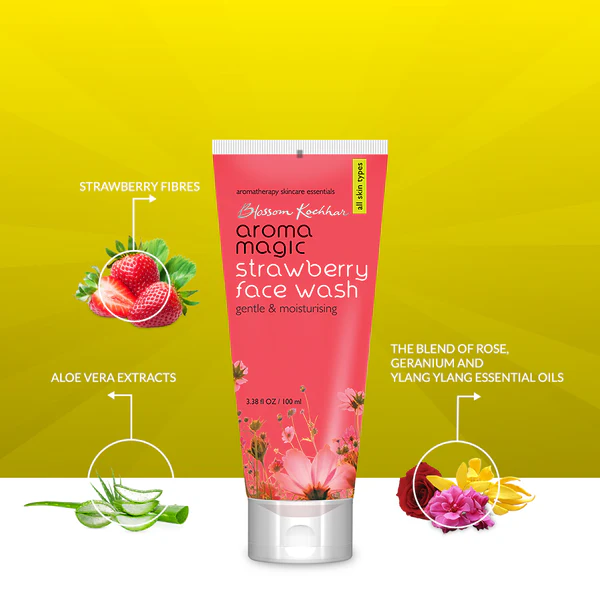 STRAWBERRY FIBRES
ALOE VERA EXTRACTS
aromatherapy skincare essentials
all skin types
Blossom Kochhar
aroma
magic
strawberry
face wash
gentle & moisturising
3.38 fl OZ / 100 ml
THE BLEND OF ROSE,
GERANIUM AND
YLANG YLANG ESSENTIAL OILS